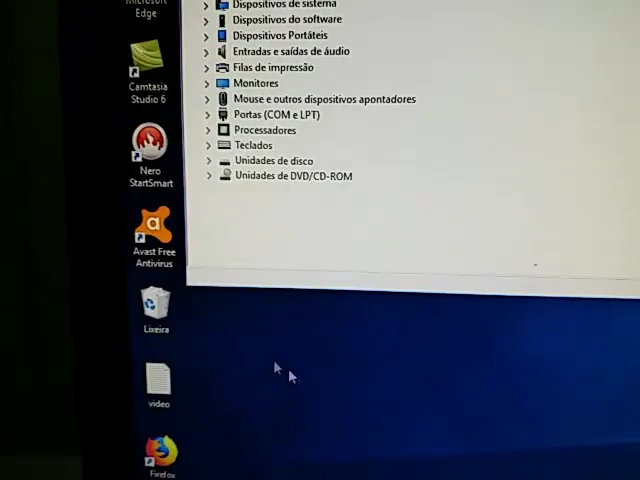 Microsoft
Edge
Camtasia
Studio 6
Nero
StartSmart
Avast Free
Antivirus
Lixeira
video
Firefox
Dispositivos de sistema
Dispositivos do software
Dispositivos Portáteis
Entradas e saídas de áudio
Filas de impressão
Monitores
Mouse e outros dispositivos apontadores
Portas (COM e LPT)
Processadores
Teclados
Unidades de disco
Unidades de DVD/CD-ROM